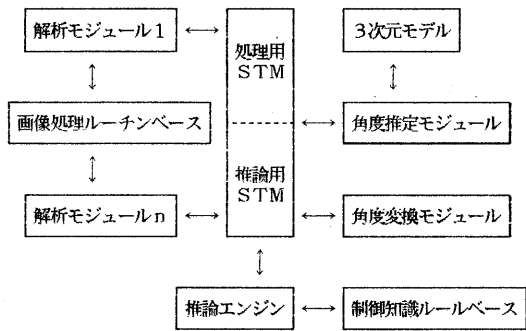 解析モジュール1
処理用
STM
3次元モデル
画像処理ルーチンベース
角度推定モジュール
解析モジュールn
推論用
STM
角度変換モジュール
推論エンジン
制御知識ルールベース